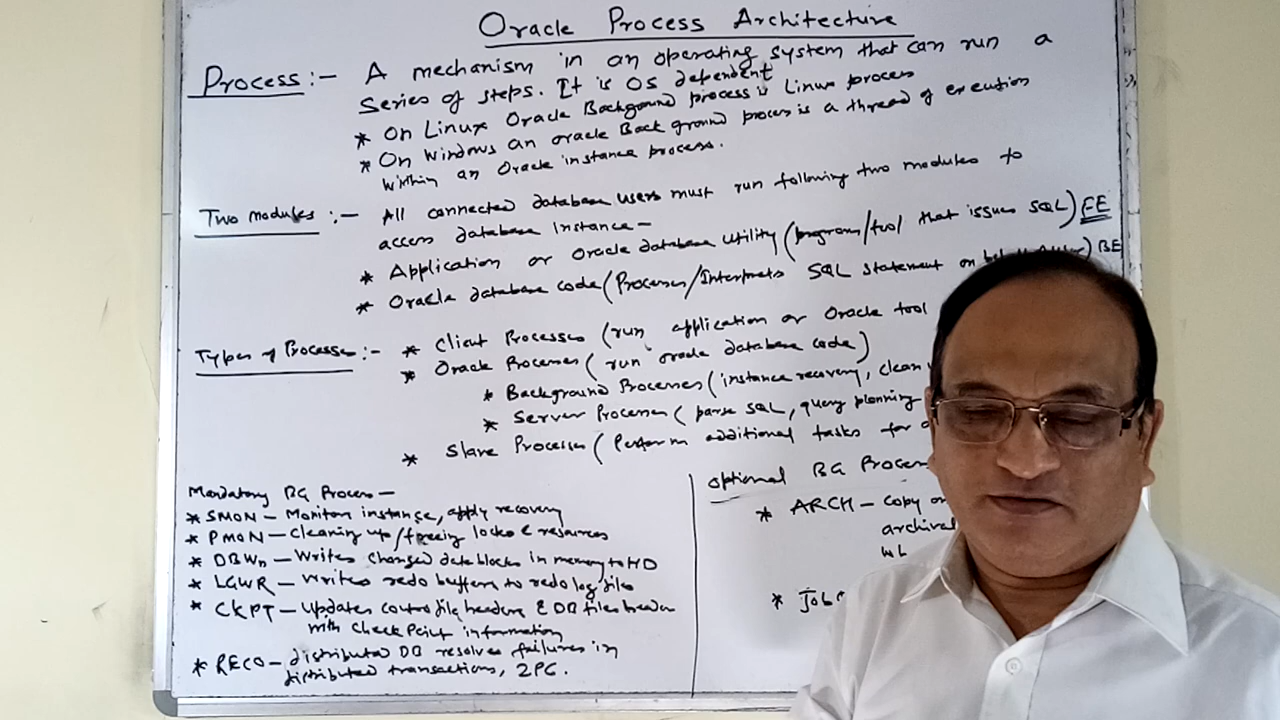 Oracle Process Architecture
Process :- A mechanism in an operating system that can run a
series of steps. It is OS dependent
* On Linux Oracle Background process is Linux process
* On Windows an oracle Back ground process is a thread of execution
within an Oracle instance process.
Two modules :- All connected database users must run following two modules to
access database Instance -
* Application or Oracle database utility (program/tool that issues SQL) FE
* Oracle database code (Processes/Interprets SQL statement on BE
Types of Processes :- * Client Processes (run application or Oracle tool
* Oracle Processes (run oracle database code)
* Background Processes (instance recovery, clean
* Server Processes (parse SQL, query planning
* Slave Processes (Perform additional tasks for
Mandatory BG Process -
* SMON - Monitors instance, apply recovery
* PMON - Cleaning up/freeing locks & resources
* DBWn - Writes changed data blocks in memory to HD
* LGWR - Writes redo buffers to redo log files
* CKPT - Updates control file headers & DB files header
with Check Point information
* RECO - distributed DB resolves failures in
distributed transactions, 2PC.
Optional BG Process
* ARCH - Copy
archival
* Job